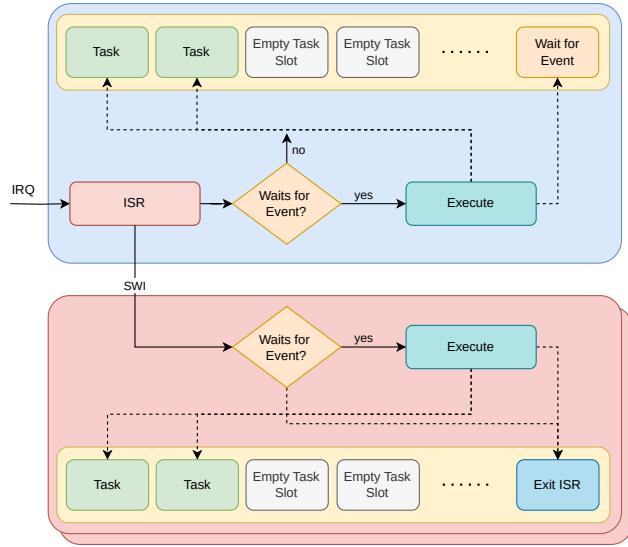 Task
Task
Empty Task
Slot
Empty Task
Slot
......
Wait for
Event
no
IRQ
ISR
Waits for
Event?
yes
Execute
SWI
Waits for
Event?
yes
Execute
Task
Task
Empty Task
Slot
Empty Task
Slot
......
Exit ISR